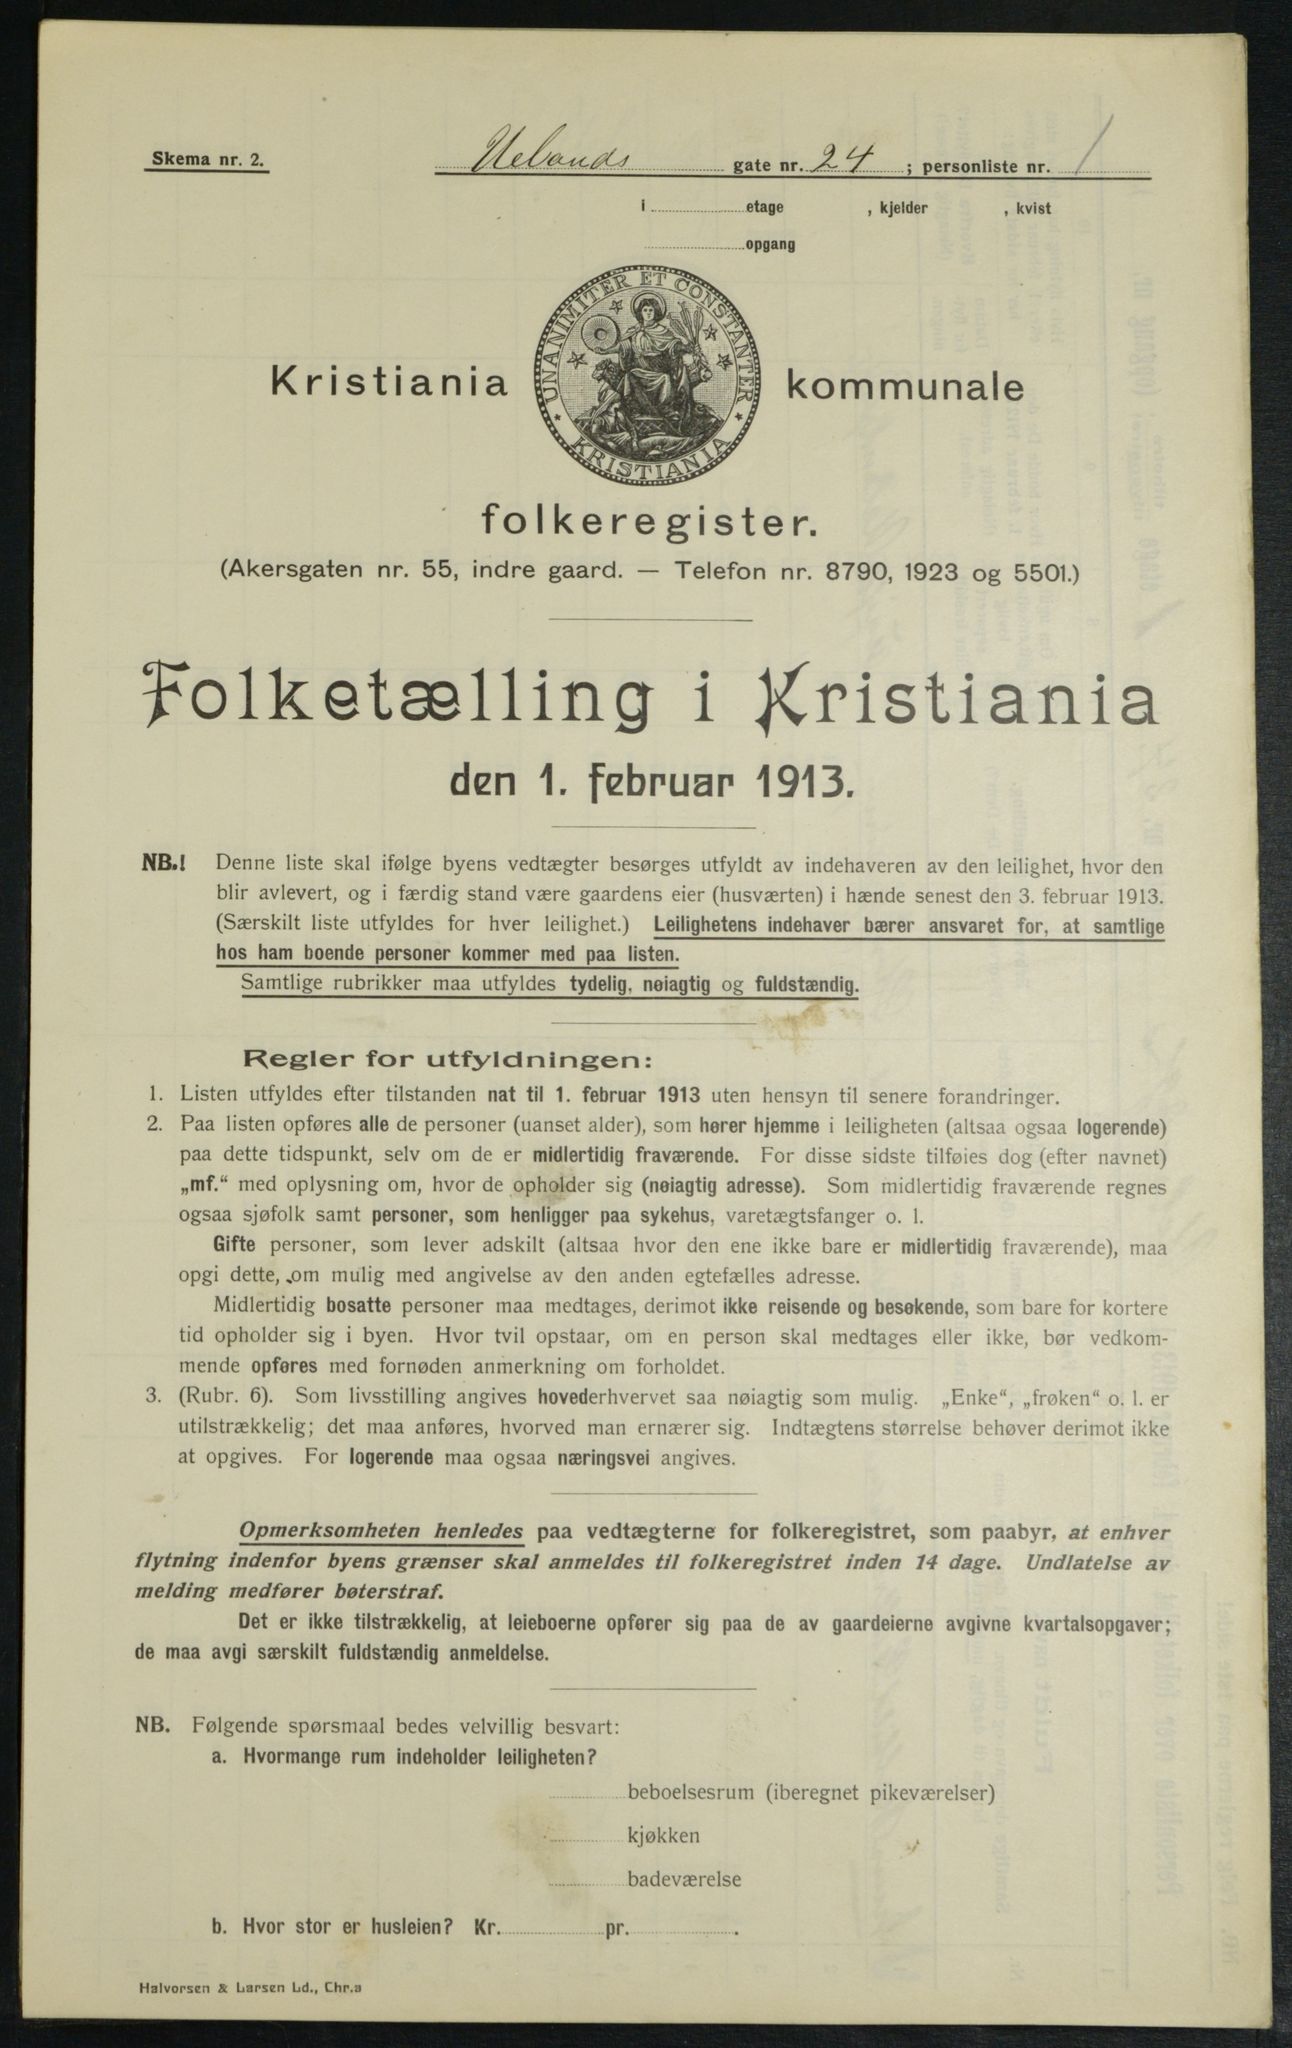 Skema nr. 2.
Uelands gate nr. 24 ; personliste nr. 1
i etage , kjelder , kvist
opgang
UNANIMITER ET CONSTANTER
KRISTIANIA
Kristiania kommunale
folkeregister.
(Akersgaten nr. 55, indre gaard. — Telefon nr. 8790, 1923 og 5501.)
Folketælling i Kristiania
den 1. februar 1913.
NB.! Denne liste skal ifølge byens vedtægter besørges utfyldt av indehaveren av den leilighet, hvor den
blir avlevert, og i færdig stand være gaardens eier (husværten) i hænde senest den 3. februar 1913.
(Særskilt liste utfyldes for hver leilighet.) Leilighetens indehaver bærer ansvaret for, at samtlige
hos ham boende personer kommer med paa listen.
Samtlige rubrikker maa utfyldes tydelig, nøiagtig og fuldstændig.
Regler for utfyldningen:
1. Listen utfyldes efter tilstanden nat til 1. februar 1913 uten hensyn til senere forandringer.
2. Paa listen opføres alle de personer (uanset alder), som hører hjemme i leiligheten (altsaa ogsaa logerende)
paa dette tidspunkt, selv om de er midlertidig fraværende. For disse sidste tilføies dog (efter navnet)
„mf.“ med oplysning om, hvor de opholder sig (nøiagtig adresse). Som midlertidig fraværende regnes
ogsaa sjøfolk samt personer, som henligger paa sykehus, varetægtsfanger o. l.
Gifte personer, som lever adskilt (altsaa hvor den ene ikke bare er midlertidig fraværende), maa
opgi dette, om mulig med angivelse av den anden egtefælles adresse.
Midlertidig bosatte personer maa medtages, derimot ikke reisende og besøkende, som bare for kortere
tid opholder sig i byen. Hvor tvil opstaar, om en person skal medtages eller ikke, bør vedkom-
mende opføres med fornøden anmerkning om forholdet.
3. (Rubr. 6). Som livsstilling angives hovederhvervet saa nøiagtig som mulig. „Enke“, „frøken“ o. l. er
utilstrækkelig; det maa anføres, hvorved man ernærer sig. Indtægtens størrelse behøver derimot ikke
at opgives. For logerende maa ogsaa næringsvei angives.
Opmerksomheten henledes paa vedtægterne for folkeregistret, som paabyr, at enhver
flytning indenfor byens grænser skal anmeldes til folkeregistret inden 14 dage. Undlatelse av
melding medfører bøterstraf.
Det er ikke tilstrækkelig, at leieboerne opfører sig paa de av gaardeierne avgivne kvartalsopgaver;
de maa avgi særskilt fuldstændig anmeldelse.
NB. Følgende spørsmaal bedes velvillig besvart:
a. Hvormange rum indeholder leiligheten?
beboelsesrum (iberegnet pikeværelser)
kjøkken
badeværelse
b. Hvor stor er husleien? Kr. pr. .
Halvorsen & Larsen Ld., Chr.a